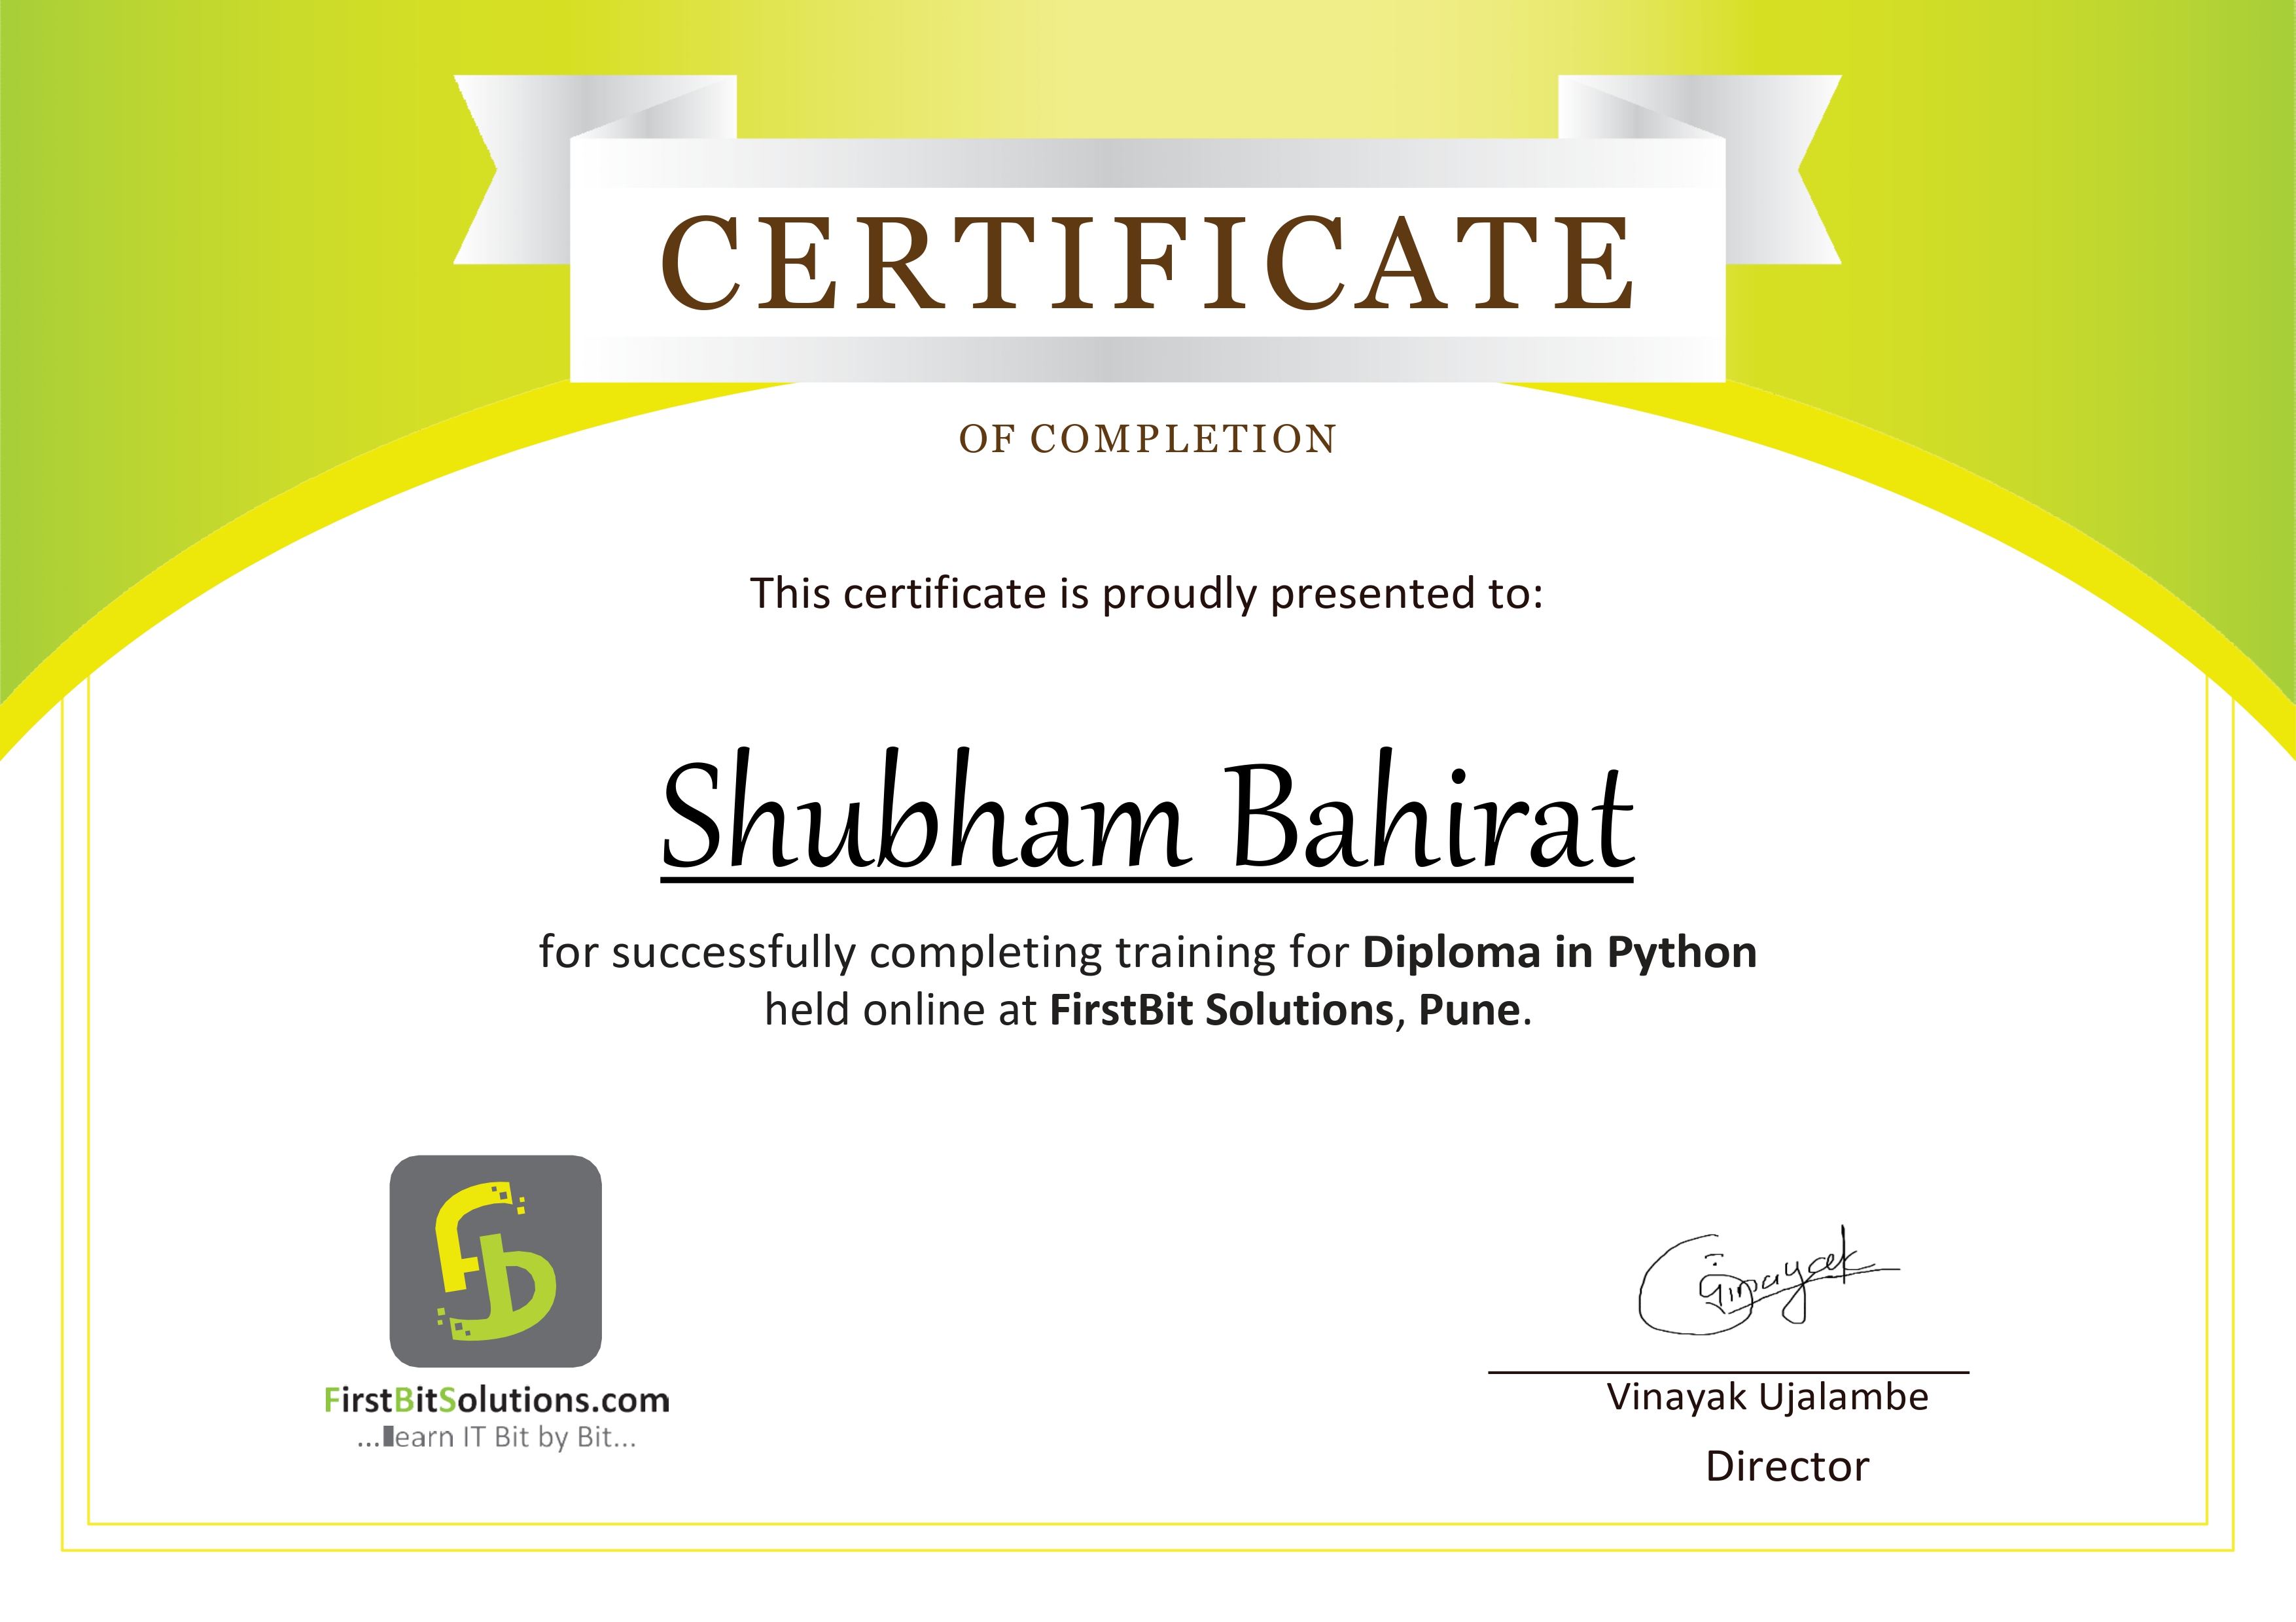 CERTIFICATE
OF COMPLETION
This certificate is proudly presented to:
Shubham Bahirat
for successfully completing training for Diploma in Python
held online at FirstBit Solutions, Pune.
Fb
FirstBitSolutions.com
...learn IT Bit by Bit...
Vinayak
Vinayak Ujalambe
Director